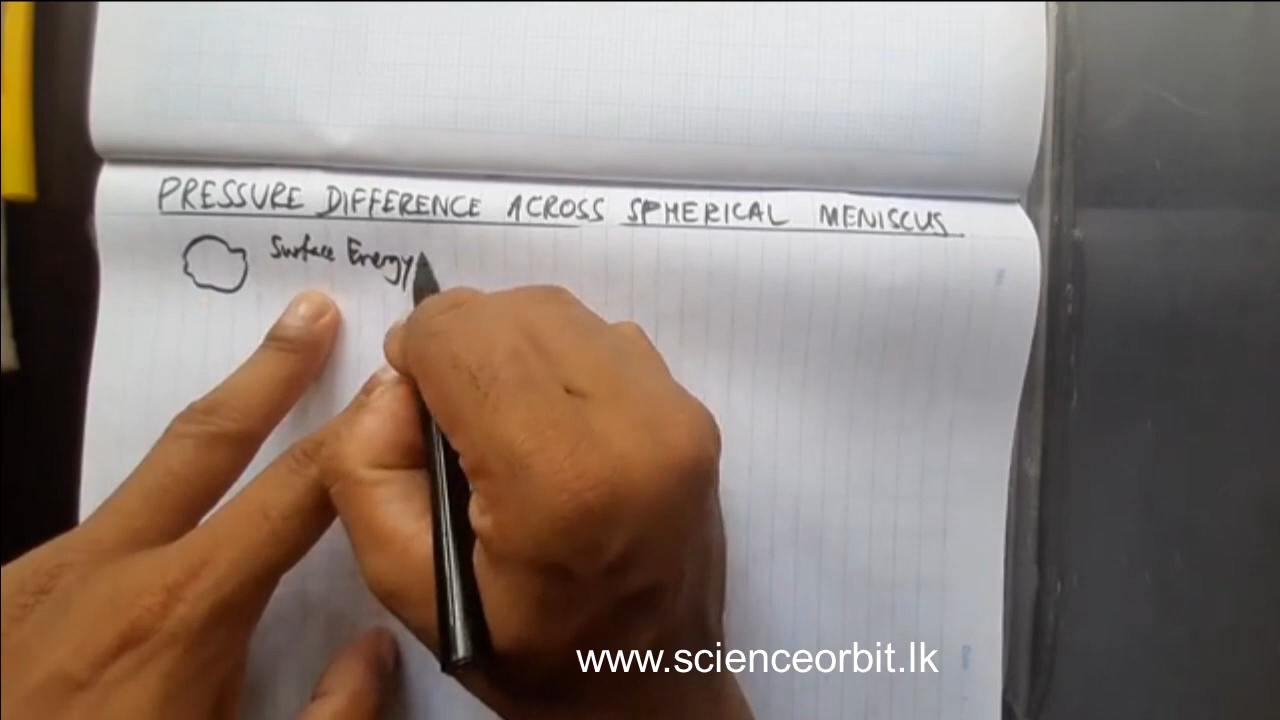 PRESSURE DIFFERENCE ACROSS SPHERICAL MENISCUS
Surface Energy
www.scienceorbit.lk